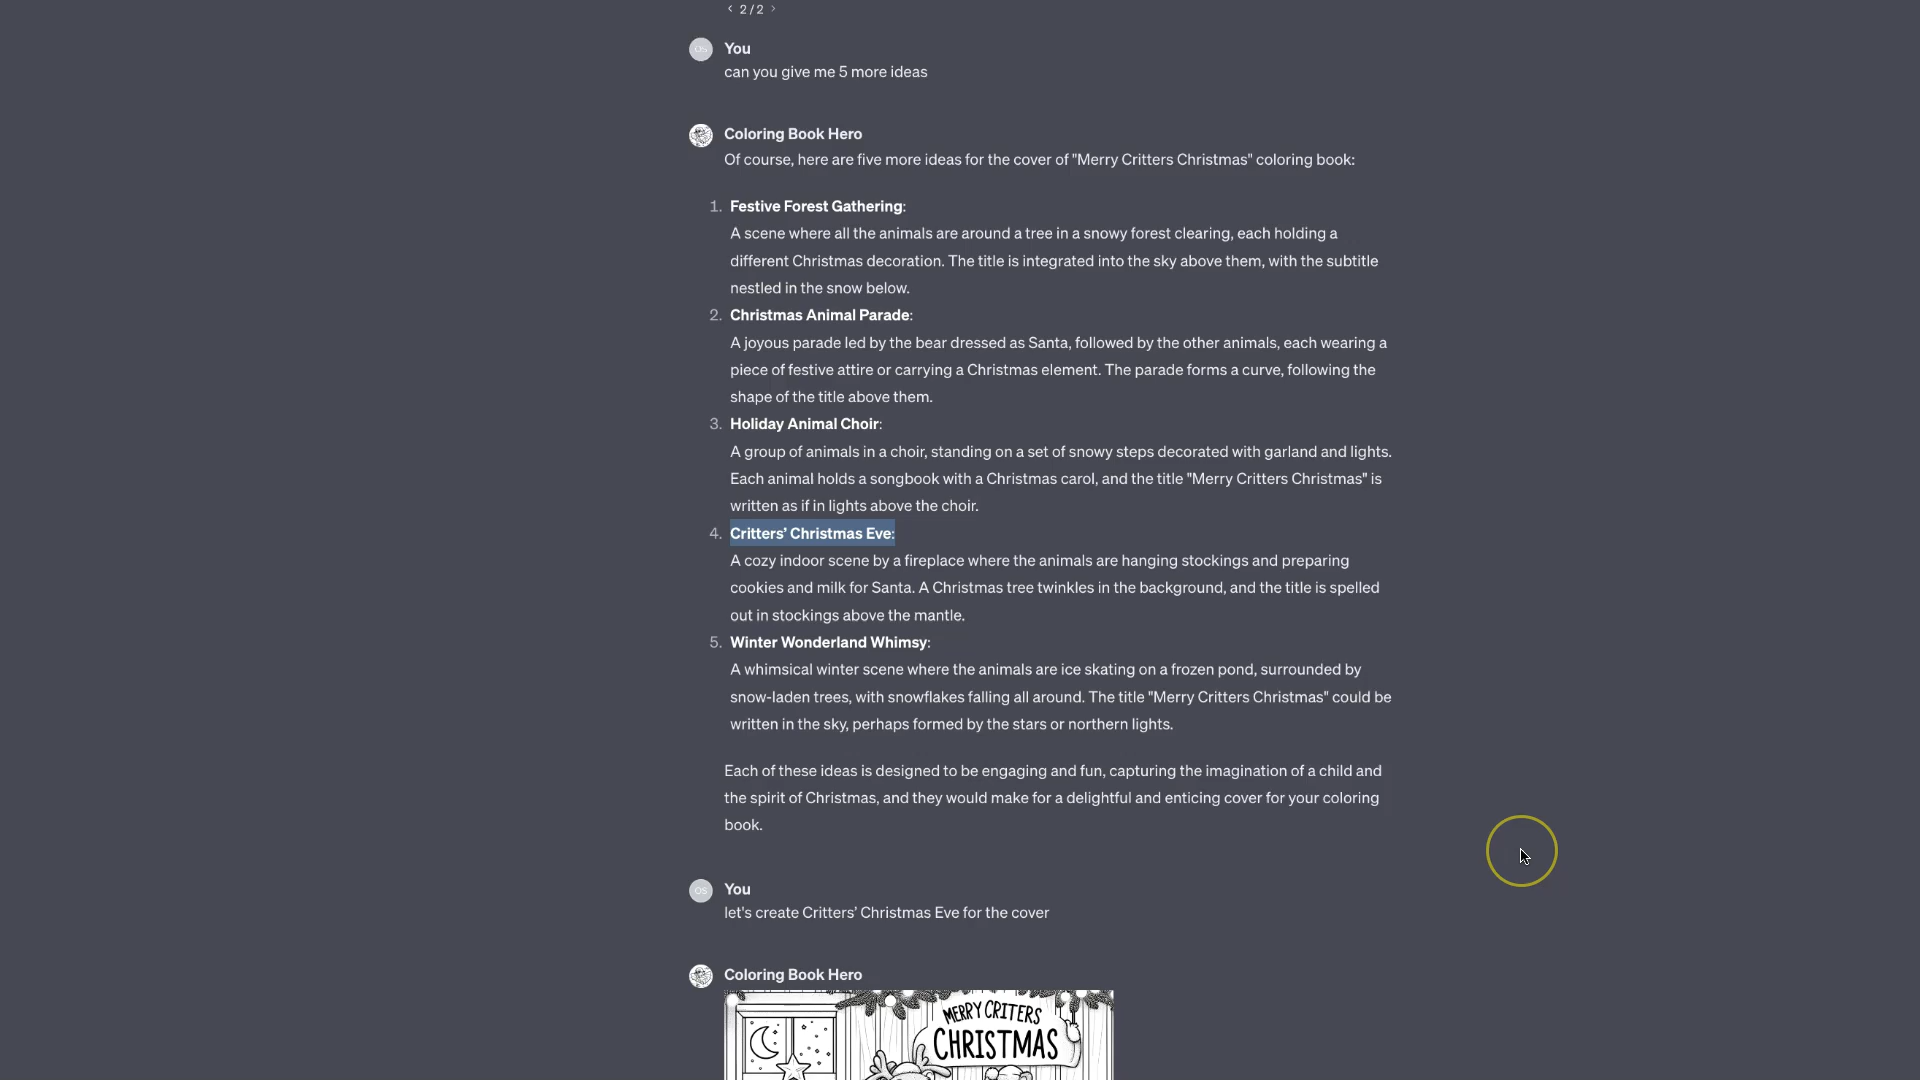 2 / 2
You
can you give me 5 more ideas
Coloring Book Hero
Of course, here are five more ideas for the cover of "Merry Critters Christmas" coloring book:
1. Festive Forest Gathering:
A scene where all the animals are around a tree in a snowy forest clearing, each holding a
different Christmas decoration. The title is integrated into the sky above them, with the subtitle
nestled in the snow below.
2. Christmas Animal Parade:
A joyous parade led by the bear dressed as Santa, followed by the other animals, each wearing a
piece of festive attire or carrying a Christmas element. The parade forms a curve, following the
shape of the title above them.
3. Holiday Animal Choir:
A group of animals in a choir, standing on a set of snowy steps decorated with garland and lights.
Each animal holds a songbook with a Christmas carol, and the title "Merry Critters Christmas" is
written as if in lights above the choir.
4. Critters’ Christmas Eve:
A cozy indoor scene by a fireplace where the animals are hanging stockings and preparing
cookies and milk for Santa. A Christmas tree twinkles in the background, and the title is spelled
out in stockings above the mantle.
5. Winter Wonderland Whimsy:
A whimsical winter scene where the animals are ice skating on a frozen pond, surrounded by
snow-laden trees, with snowflakes falling all around. The title "Merry Critters Christmas" could be
written in the sky, perhaps formed by the stars or northern lights.
Each of these ideas is designed to be engaging and fun, capturing the imagination of a child and
the spirit of Christmas, and they would make for a delightful and enticing cover for your coloring
book.
You
let's create Critters’ Christmas Eve for the cover
Coloring Book Hero
MERRY CRITERS
CHRISTMAS